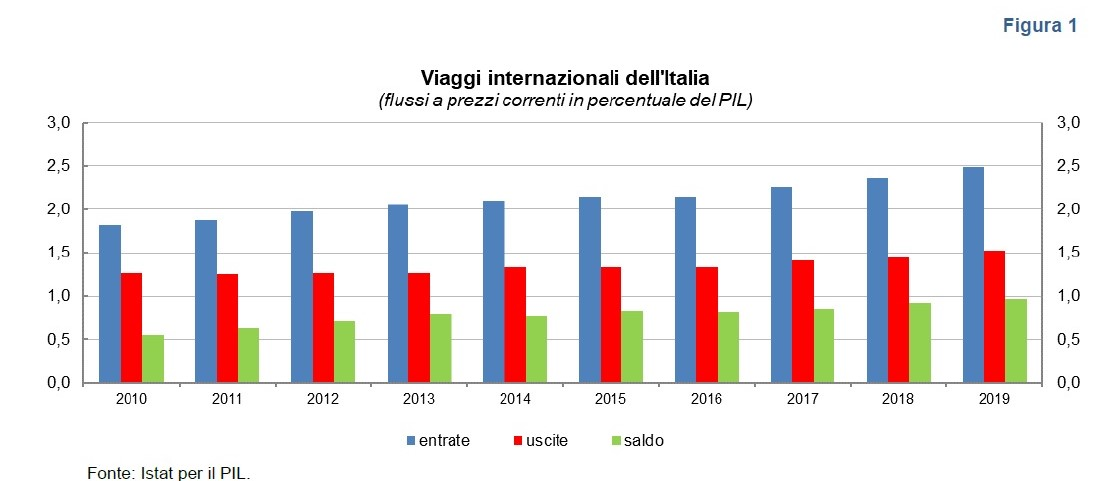 Figura 1
Viaggi internazionali dell'Italia
(flussi a prezzi correnti in percentuale del PIL)
3,0 3,0
2,5 2,5
2,0 2,0
1,5 1,5
1,0 1,0
0,5 0,5
0,0 0,0
2010 2011 2012 2013 2014 2015 2016 2017 2018 2019
entrate uscite saldo
Fonte: Istat per il PIL.